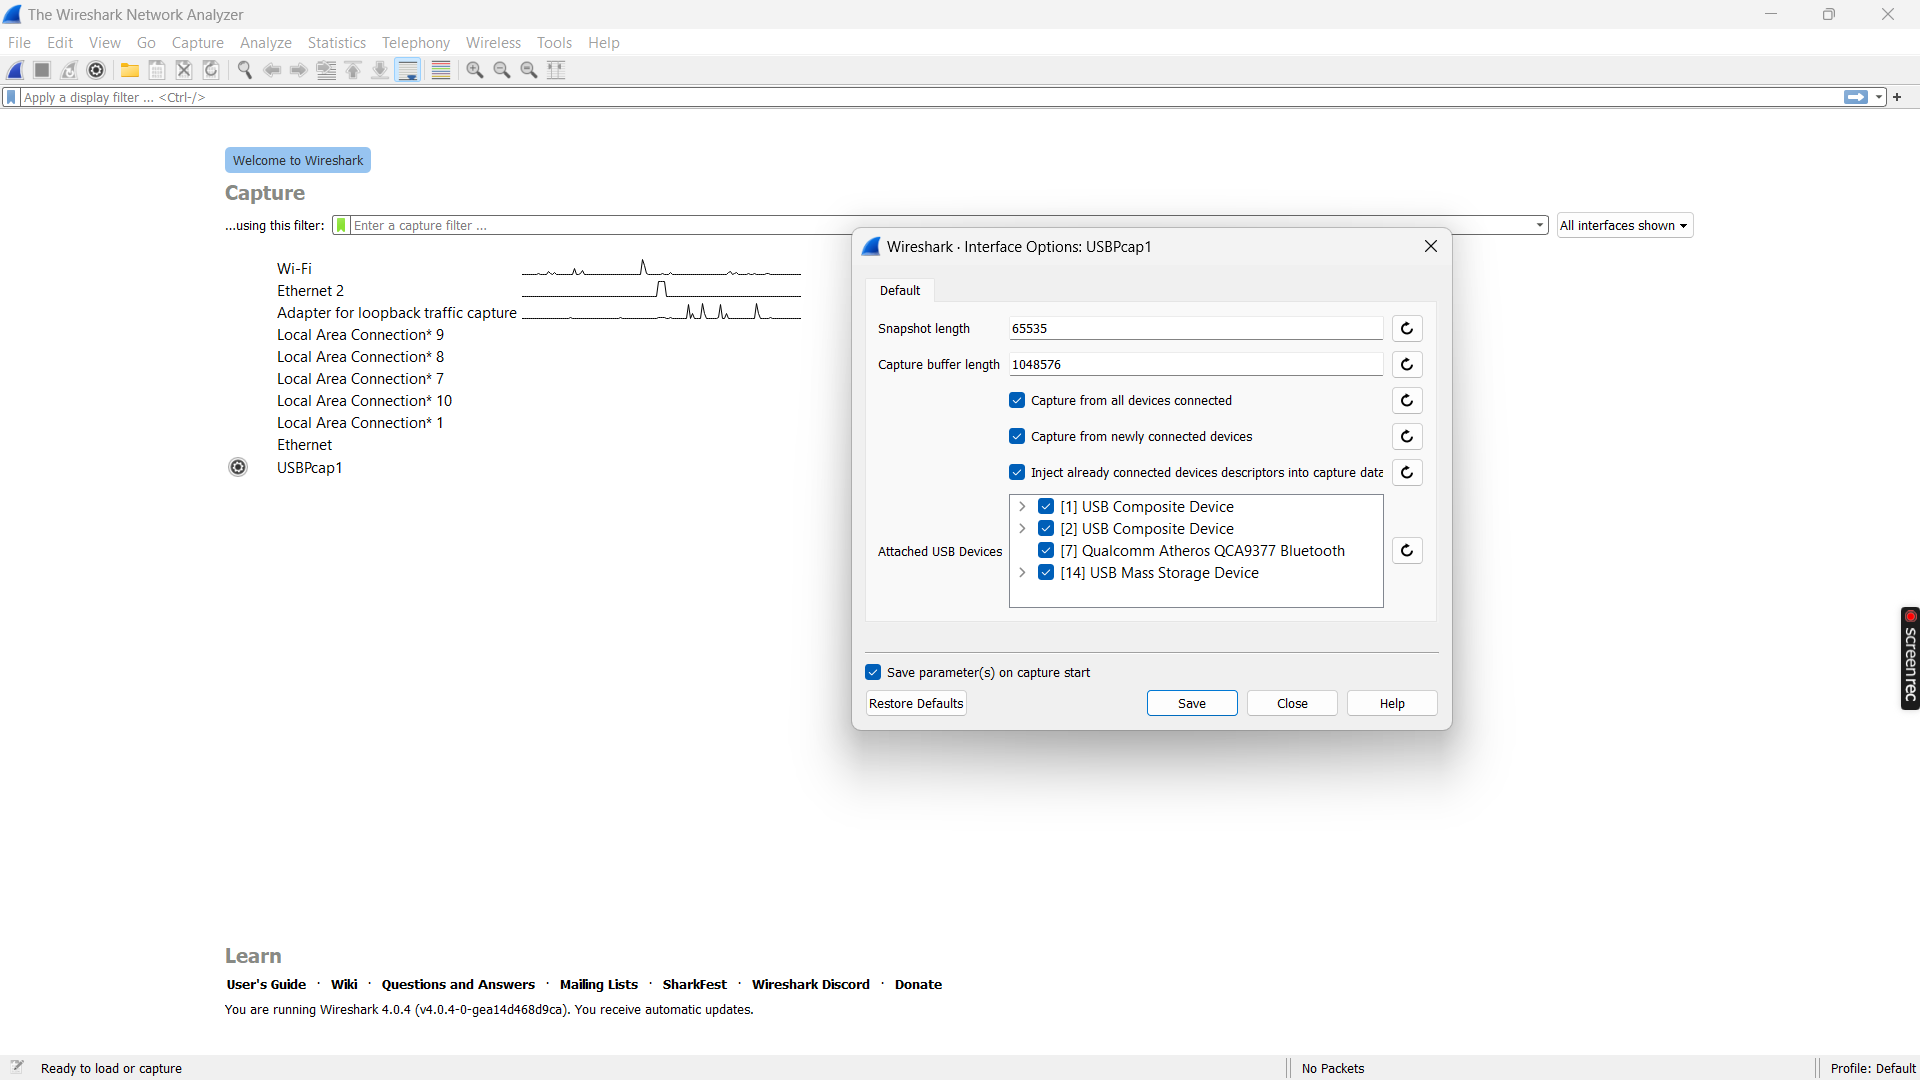 The Wireshark Network Analyzer
File Edit View Go Capture Analyze Statistics Telephony Wireless Tools Help
Apply a display filter ... <Ctrl-/>
+
Welcome to Wireshark
Capture
...using this filter:
Enter a capture filter ...
All interfaces shown
Wi-Fi
Ethernet 2
Adapter for loopback traffic capture
Local Area Connection* 9
Local Area Connection* 8
Local Area Connection* 7
Local Area Connection* 10
Local Area Connection* 1
Ethernet
USBPcap1
Wireshark · Interface Options: USBPcap1
Default
Snapshot length
65535
Capture buffer length
1048576
Capture from all devices connected
Capture from newly connected devices
Inject already connected devices descriptors into capture data
Attached USB Devices
[1] USB Composite Device
[2] USB Composite Device
[7] Qualcomm Atheros QCA9377 Bluetooth
[14] USB Mass Storage Device
Save parameter(s) on capture start
Restore Defaults
Save
Close
Help
screenrec
Learn
User's Guide · Wiki · Questions and Answers · Mailing Lists · SharkFest · Wireshark Discord · Donate
You are running Wireshark 4.0.4 (v4.0.4-0-gea14d468d9ca). You receive automatic updates.
Ready to load or capture
No Packets
Profile: Default